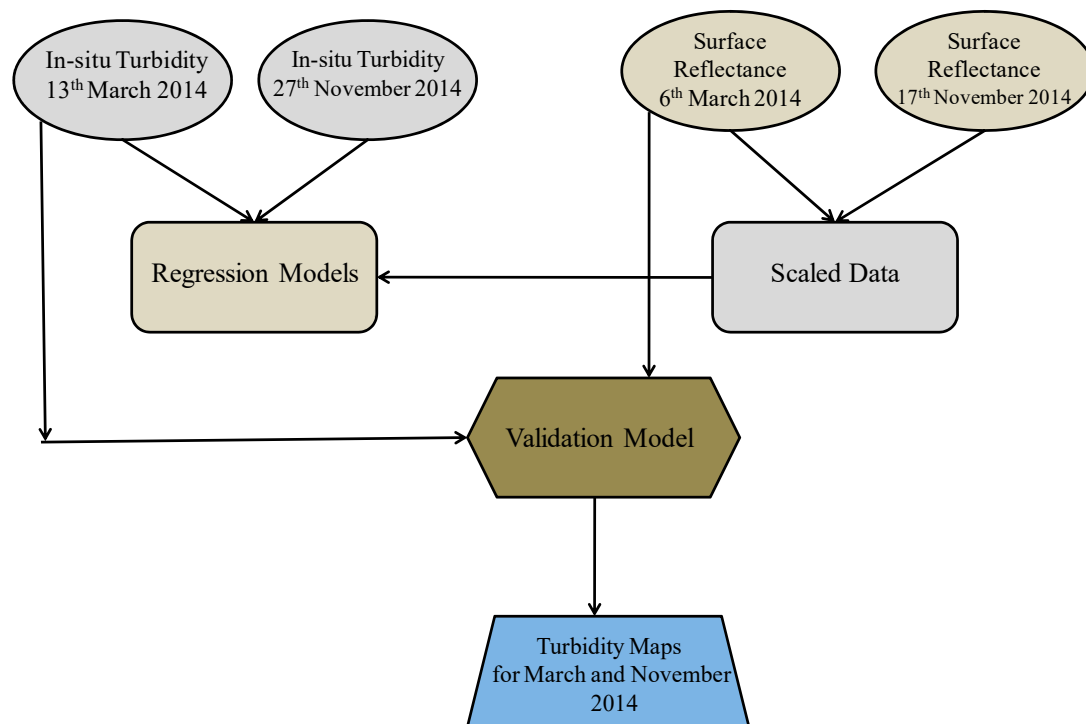 In-situ Turbidity
13th March 2014
In-situ Turbidity
27th November 2014
Surface
Reflectance
6th March 2014
Surface
Reflectance
17th November 2014
Regression Models
Scaled Data
Validation Model
Turbidity Maps
for March and November
2014